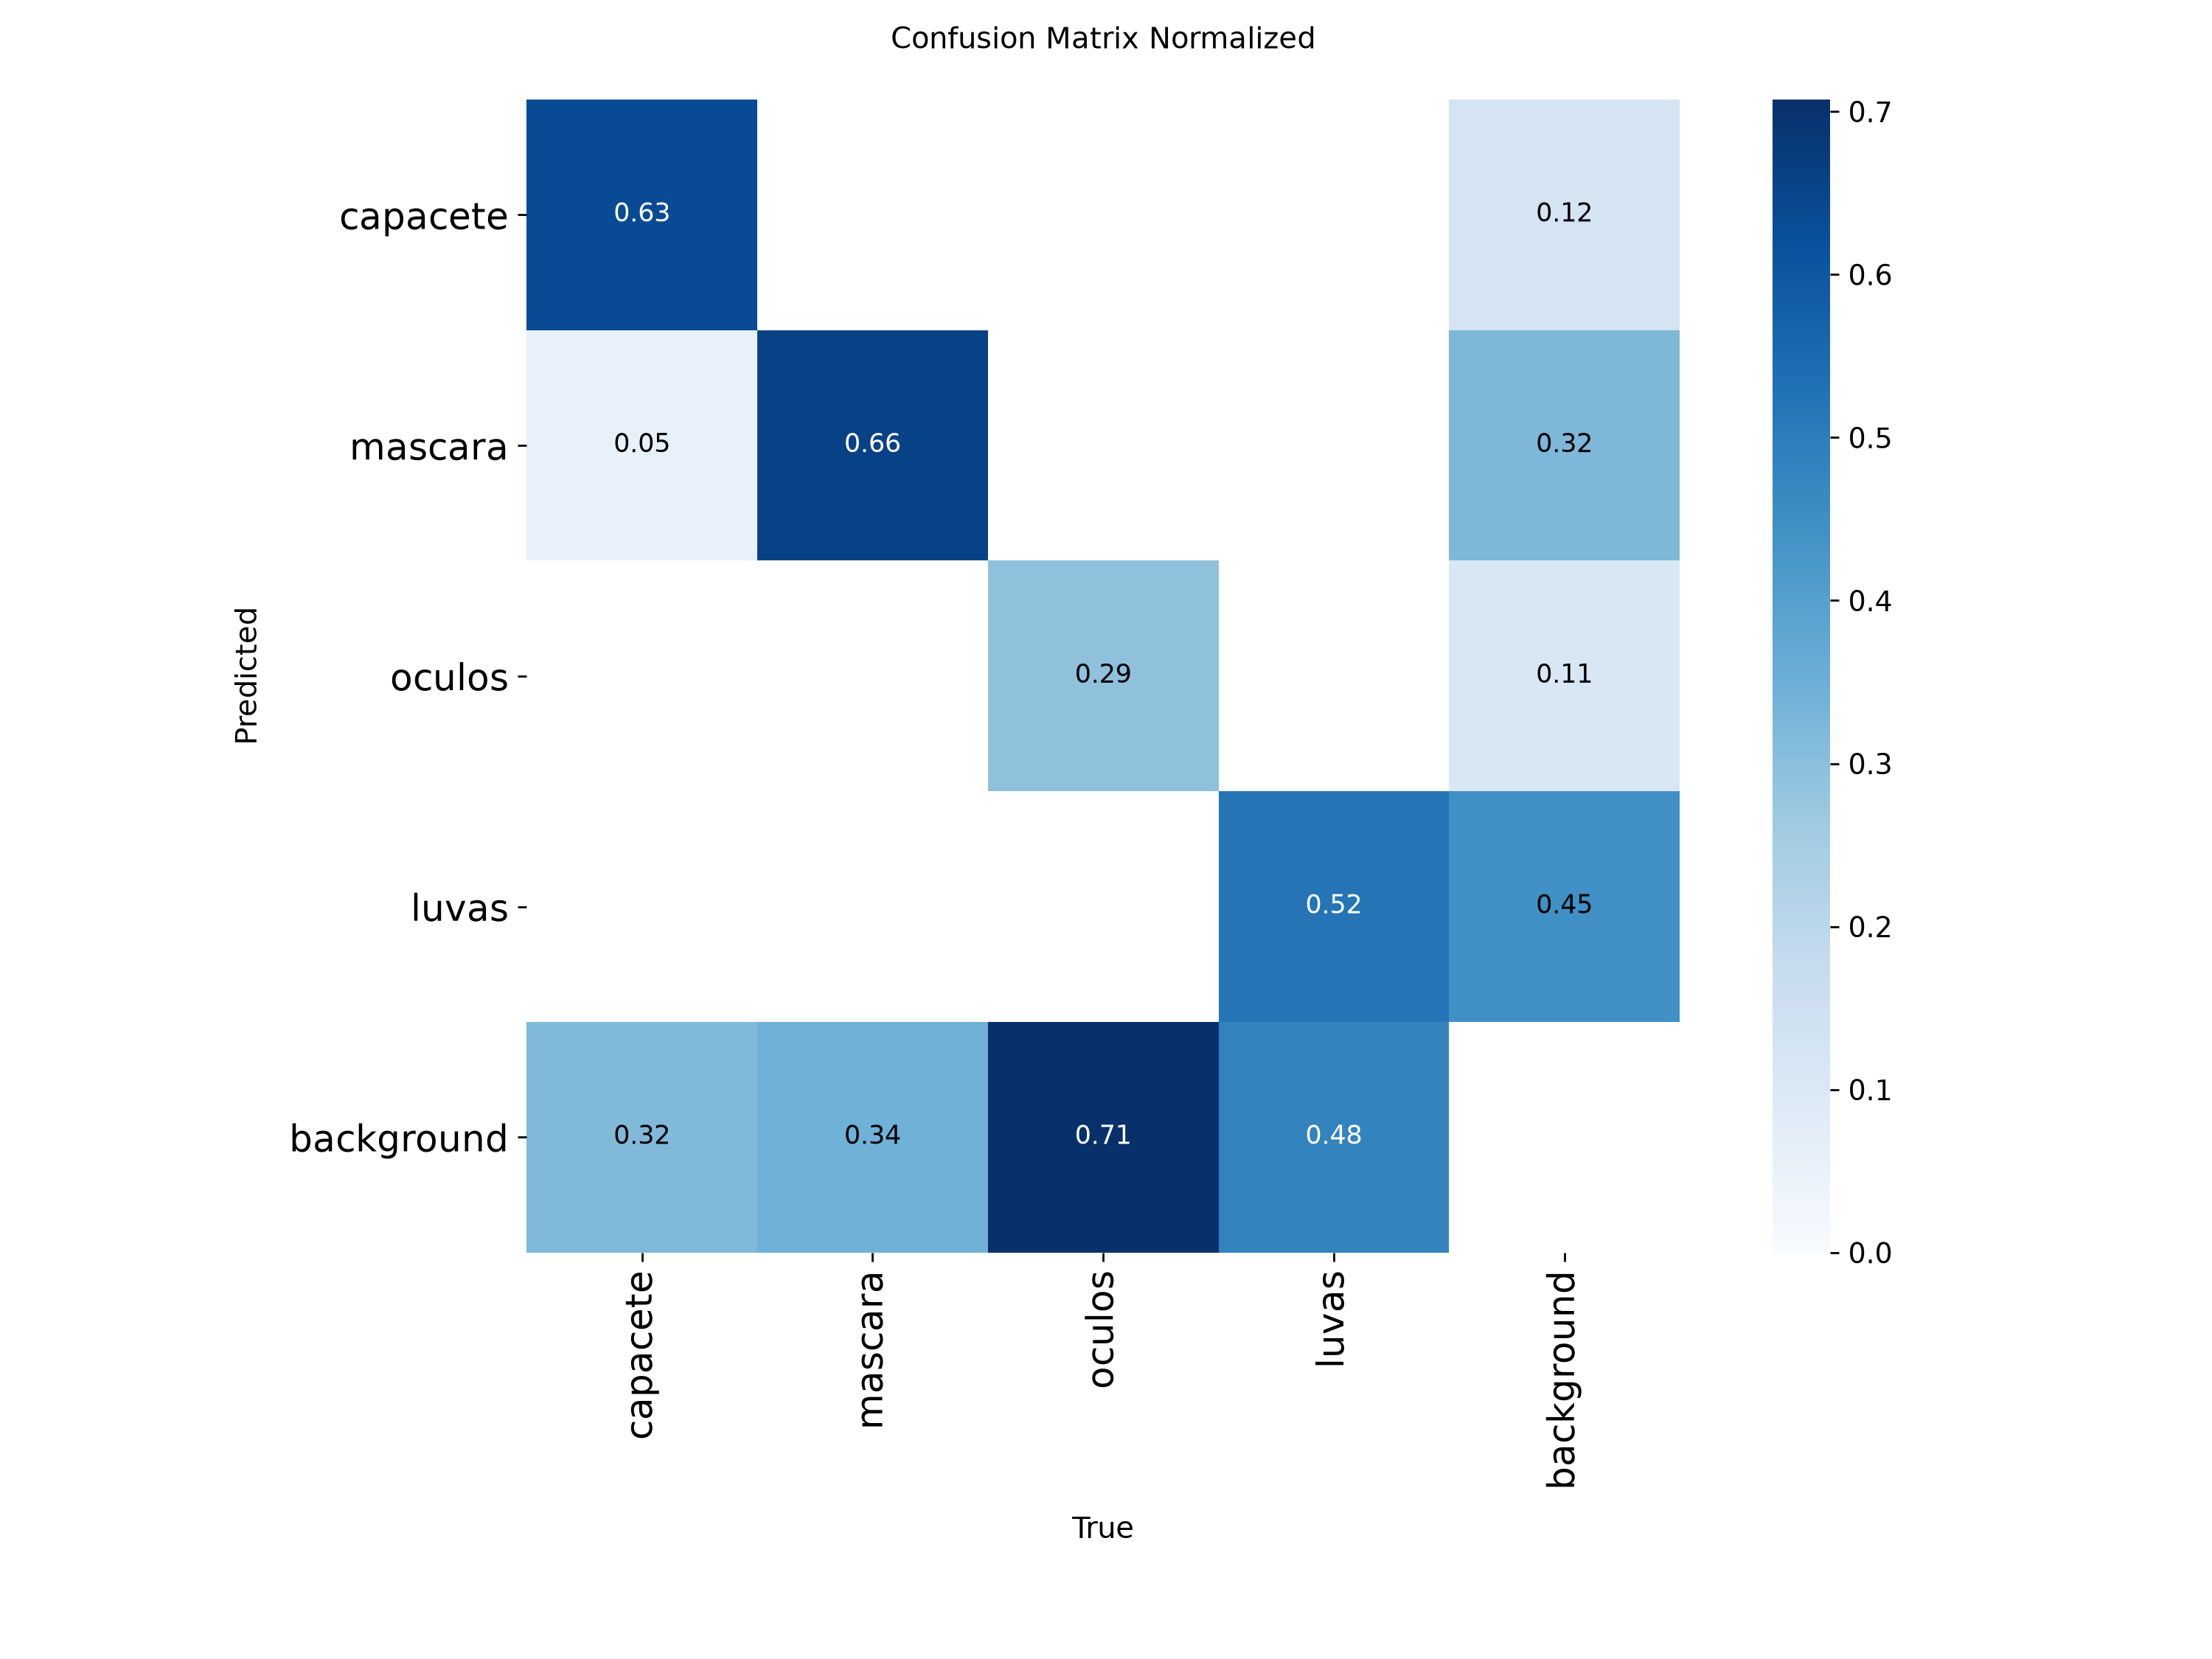 Confusion Matrix Normalized
capacete
0.63
0.12
mascara
0.05
0.66
0.32
oculos
0.29
0.11
luvas
0.52
0.45
background
0.32
0.34
0.71
0.48
Predicted
capacete
mascara
oculos
luvas
background
True
0.7
0.6
0.5
0.4
0.3
0.2
0.1
0.0